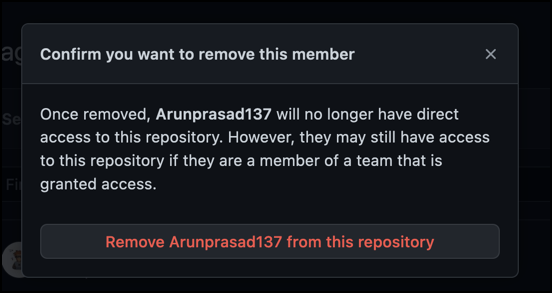 Confirm you want to remove this member
Once removed, Arunprasad137 will no longer have direct
access to this repository. However, they may still have access
to this repository if they are a member of a team that is
granted access.
Remove Arunprasad137 from this repository